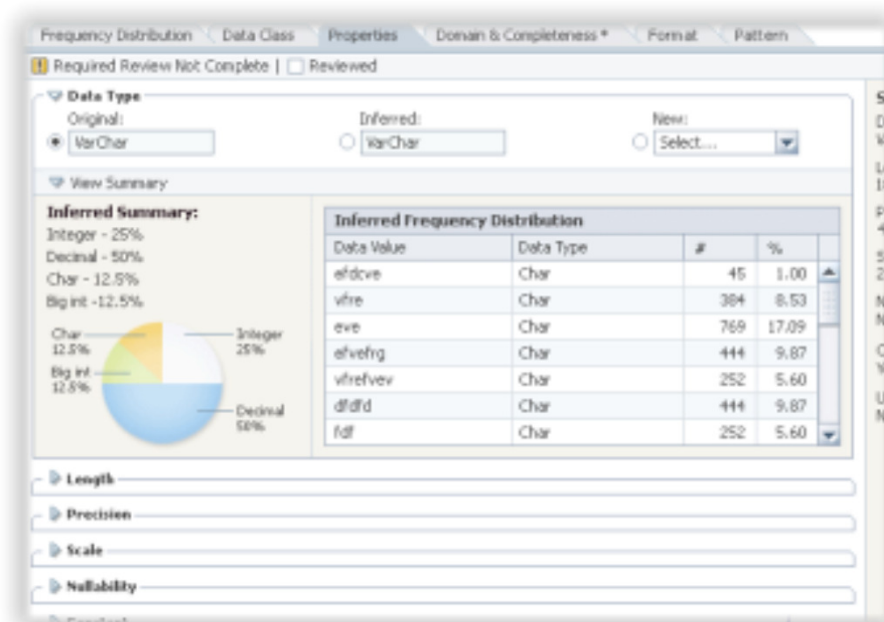 Frequency Distribution Data Class Properties Domain & Completeness * Format Pattern
Required Review Not Complete | Reviewed
Data Type
Original: Inferred: New:
VarChar VarChar Select...
View Summary
Inferred Summary:
Integer - 25%
Decimal - 50%
Char - 12.5%
Big int -12.5%
Char 12.5%
Integer 25%
Big int 12.5%
Decimal 50%
Inferred Frequency Distribution
Data Value Data Type # %
efdcve Char 45 1.00
vfre Char 384 8.53
eve Char 769 17.09
efvefrg Char 444 9.87
vfrefvev Char 252 5.60
dfdfd Char 444 9.87
fdf Char 252 5.60
Length
Precision
Scale
Nullability